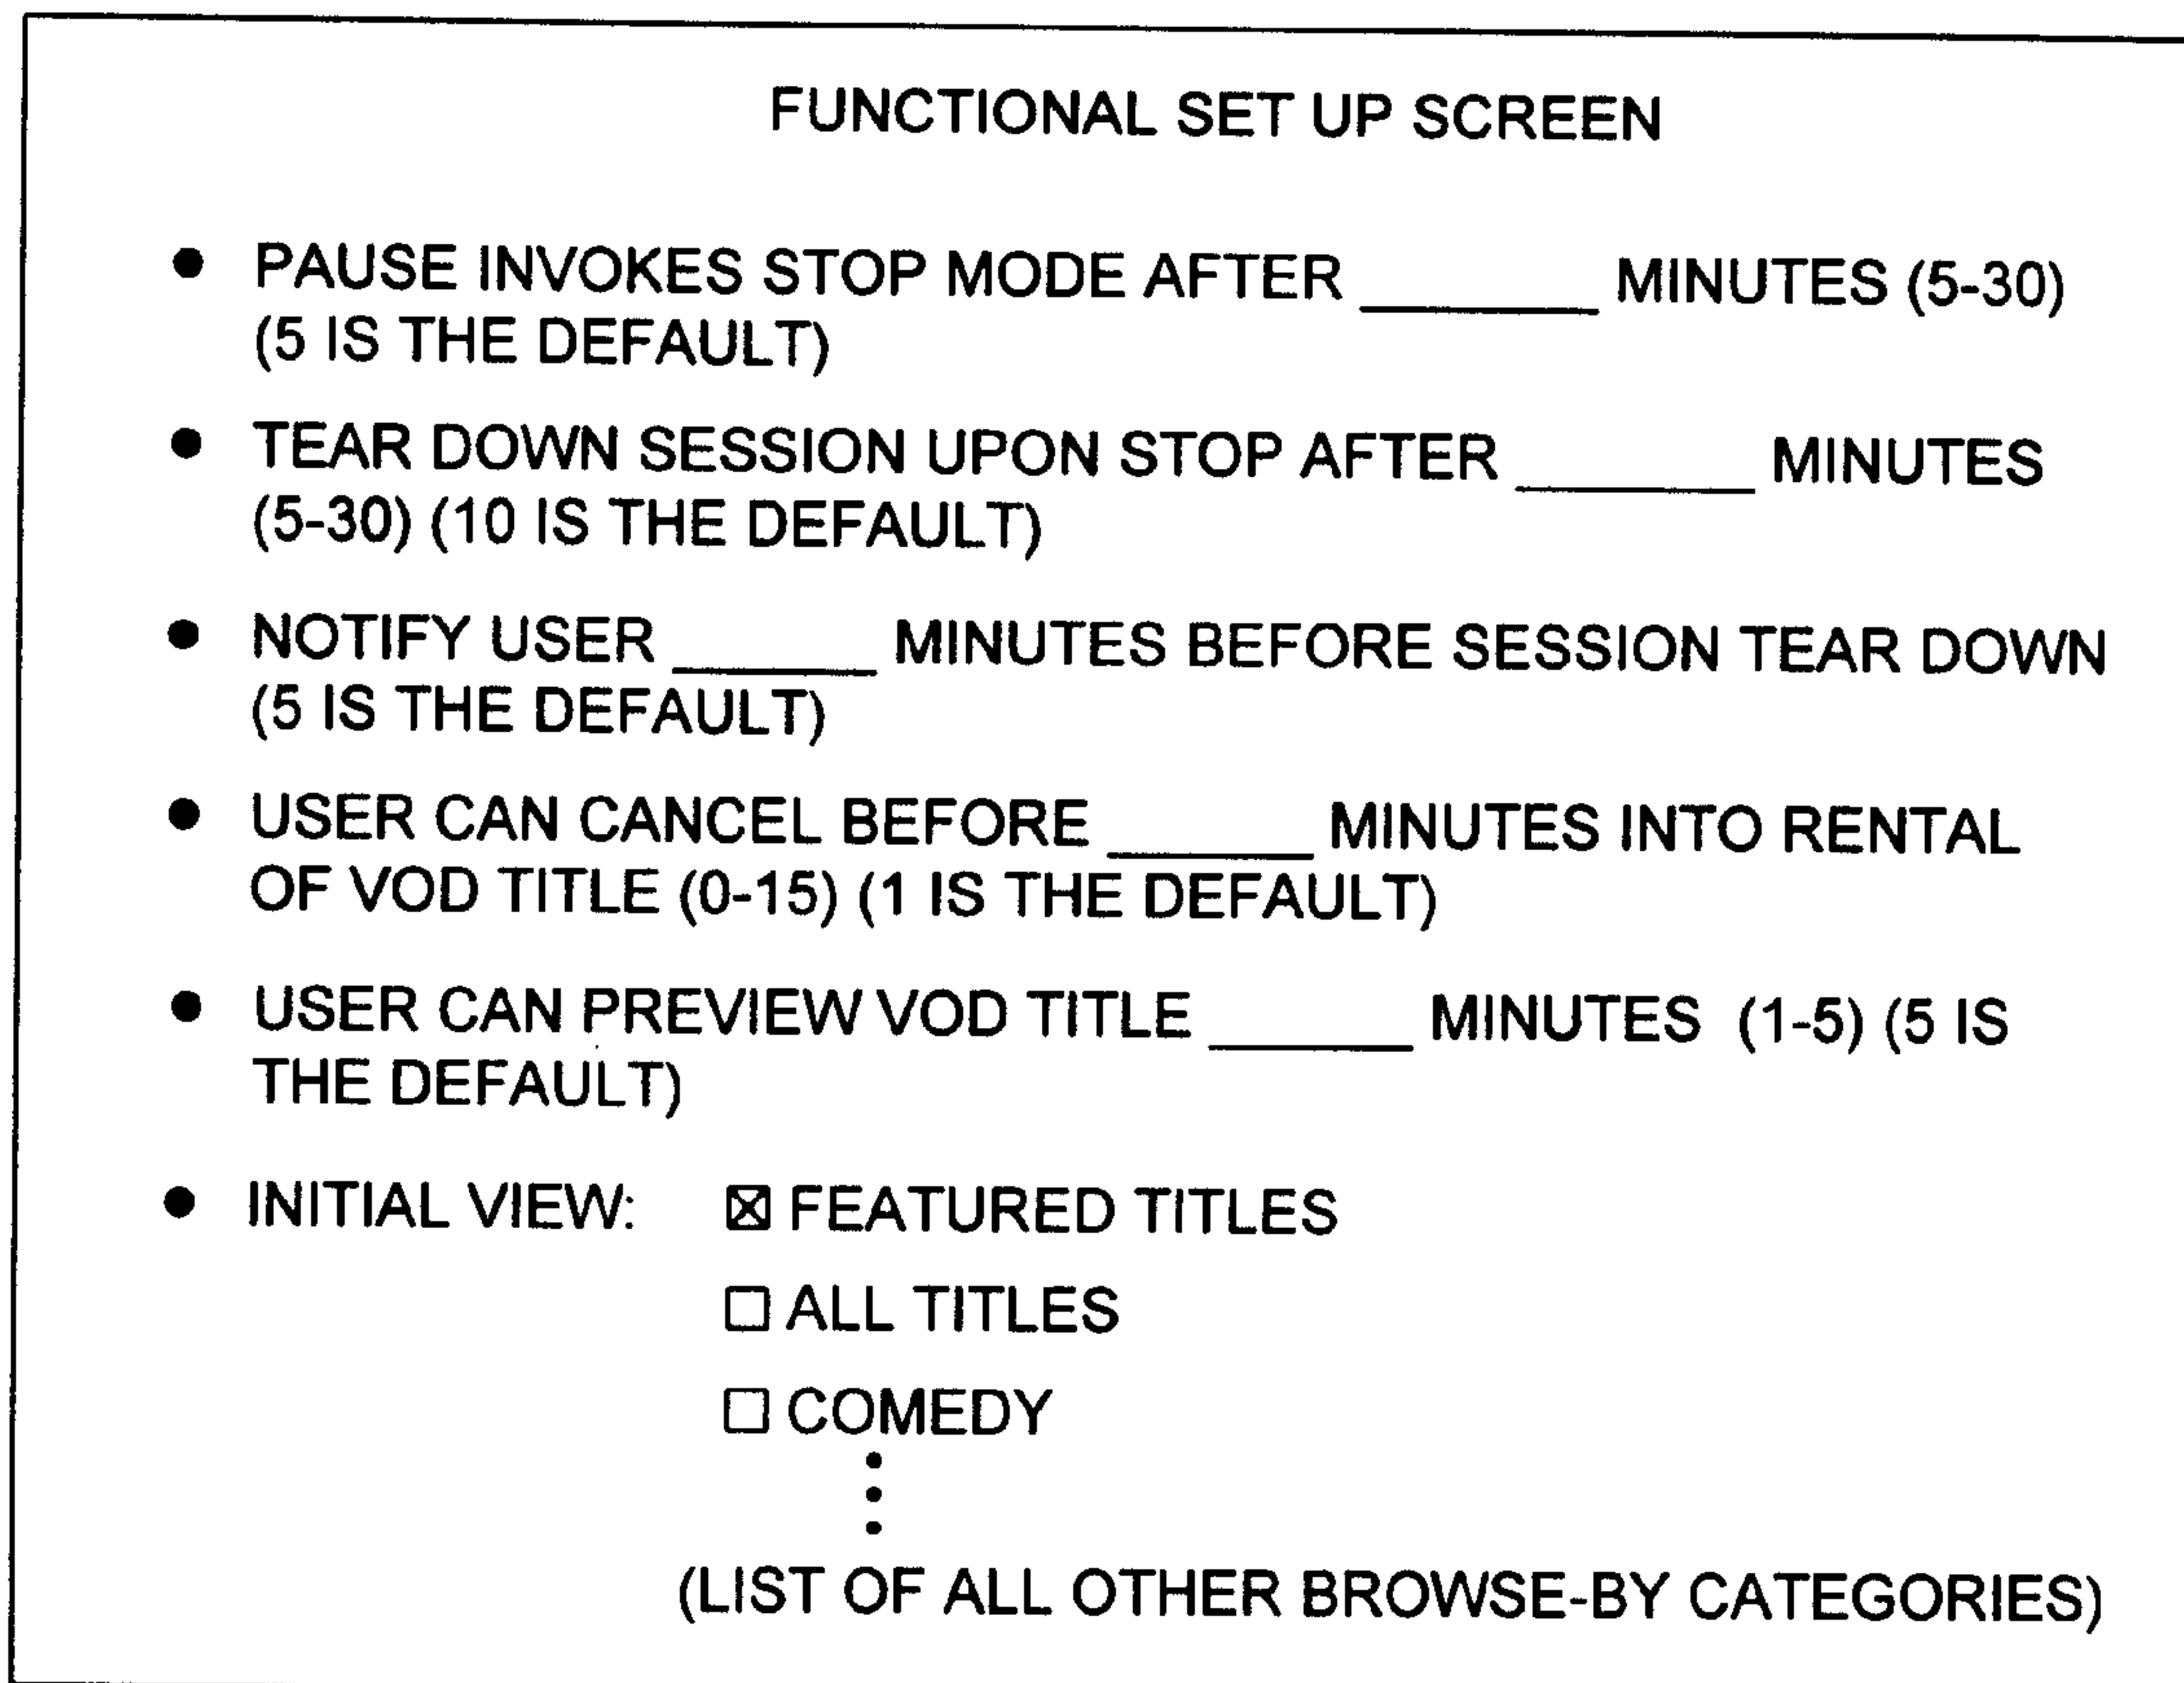 FUNCTIONAL SET UP SCREEN
• PAUSE INVOKES STOP MODE AFTER ______ MINUTES (5-30)
(5 IS THE DEFAULT)
• TEAR DOWN SESSION UPON STOP AFTER ______ MINUTES
(5-30) (10 IS THE DEFAULT)
• NOTIFY USER ______ MINUTES BEFORE SESSION TEAR DOWN
(5 IS THE DEFAULT)
• USER CAN CANCEL BEFORE ______ MINUTES INTO RENTAL
OF VOD TITLE (0-15) (1 IS THE DEFAULT)
• USER CAN PREVIEW VOD TITLE ______ MINUTES (1-5) (5 IS
THE DEFAULT)
• INITIAL VIEW: ☒ FEATURED TITLES
☐ ALL TITLES
☐ COMEDY
(LIST OF ALL OTHER BROWSE-BY CATEGORIES)